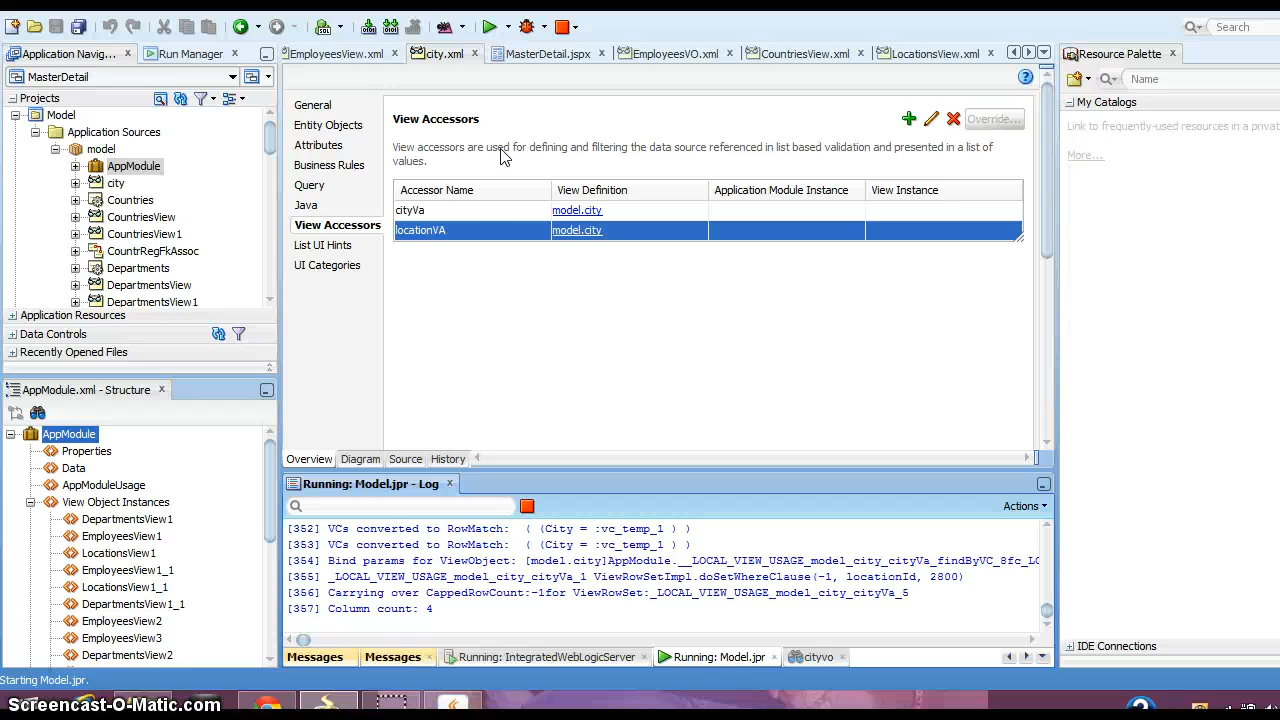 Search
Application Navig...
Run Manager
EmployeesView.xml
city.xml
MasterDetail.jspx
EmployeesVO.xml
CountriesView.xml
LocationsView.xml
Resource Palette
MasterDetail
Name
Projects
My Catalogs
Link to frequently-used resources in a private
More...
Model
Application Sources
model
AppModule
city
Countries
CountriesView
CountriesView1
CountRegFkAssoc
Departments
DepartmentsView
DepartmentsView1
Application Resources
Data Controls
Recently Opened Files
General
Entity Objects
Attributes
Business Rules
Query
Java
View Accessors
List UI Hints
UI Categories
View Accessors
Override...
View accessors are used for defining and filtering the data source referenced in list based validation and presented in a list of
values.
Accessor Name View Definition Application Module Instance View Instance
cityVa model.city
locationVA model.city
Overview Diagram Source History
AppModule.xml - Structure
AppModule
Properties
Data
AppModuleUsage
View Object Instances
DepartmentsView1
EmployeesView1
LocationsView1
EmployeesView1_1
LocationsView1_1
DepartmentsView1_1
EmployeesView2
EmployeesView3
DepartmentsView2
Running: Model.jpr - Log
Actions
[352] VCs converted to RowMatch: ( (City = :vc_temp_1 ) )
[353] VCs converted to RowMatch: ( (City = :vc_temp_1 ) )
[354] Bind params for ViewObject: [model.city]AppModule.__LOCAL_VIEW_USAGE_model_city_cityVa_findByVC_8fc_LO
[355] _LOCAL_VIEW_USAGE_model_city_cityVa_1 ViewRowSetImpl.doSetWhereClause(-1, locationId, 2800)
[356] Carrying over CappedRowCount:-1for ViewRowSet:_LOCAL_VIEW_USAGE_model_city_cityVa_5
[357] Column count: 4
Messages
Messages
Running: IntegratedWebLogicServer
Running: Model.jpr
cityvo
IDE Connections
Starting Model.jpr.
Screencast-O-Matic.com